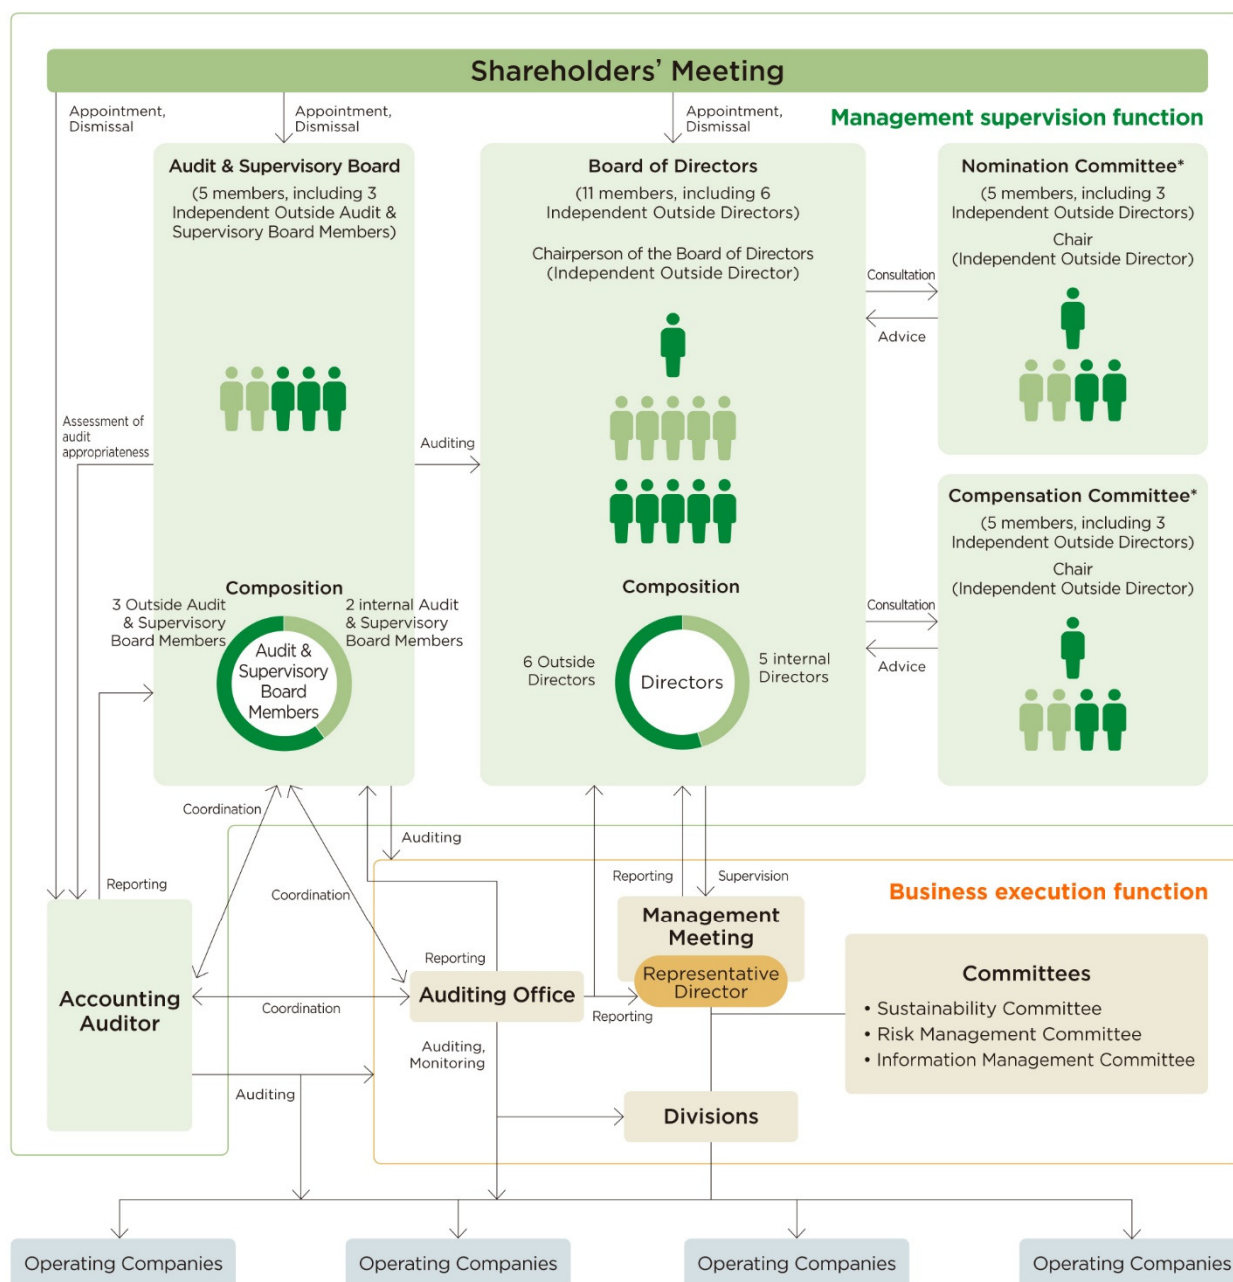 Shareholders' Meeting
Appointment,
Dismissal
Appointment,
Dismissal
Appointment,
Dismissal
Management supervision function
Audit & Supervisory Board
(5 members, including 3
Independent Outside Audit &
Supervisory Board Members)
Board of Directors
(11 members, including 6
Independent Outside Directors)
Chairperson of the Board of Directors
(Independent Outside Director)
Nomination Committee*
(5 members, including 3
Independent Outside Directors)
Chair
(Independent Outside Director)
Consultation
Advice
Assessment of
audit
appropriateness
Auditing
Compensation Committee*
(5 members, including 3
Independent Outside Directors)
Chair
(Independent Outside Director)
Consultation
Advice
Composition
3 Outside Audit
& Supervisory
Board Members
2 internal Audit
& Supervisory
Board Members
Audit &
Supervisory
Board
Members
Composition
6 Outside
Directors
Directors
5 internal
Directors
Coordination
Auditing
Reporting
Coordination
Reporting
Supervision
Business execution function
Management
Meeting
Representative
Director
Committees
• Sustainability Committee
• Risk Management Committee
• Information Management Committee
Accounting
Auditor
Coordination
Reporting
Auditing Office
Reporting
Auditing,
Monitoring
Auditing
Divisions
Operating Companies
Operating Companies
Operating Companies
Operating Companies